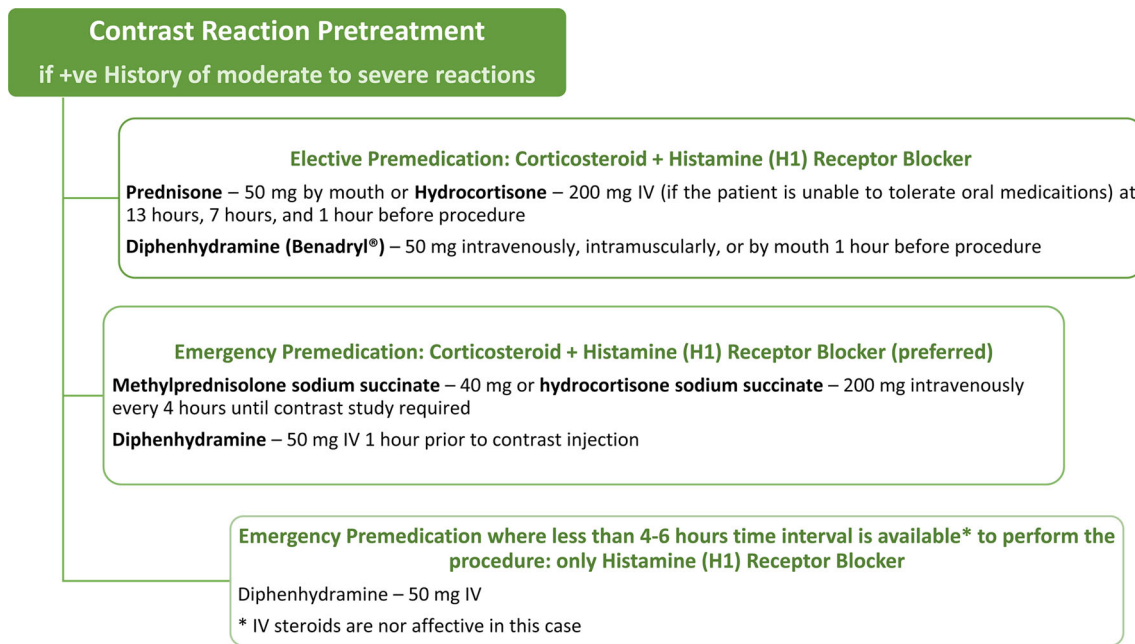 Contrast Reaction Pretreatment
if +ve History of moderate to severe reactions
Elective Premedication: Corticosteroid + Histamine (H1) Receptor Blocker
Prednisone – 50 mg by mouth or Hydrocortisone – 200 mg IV (if the patient is unable to tolerate oral medicaitions) at
13 hours, 7 hours, and 1 hour before procedure
Diphenhydramine (Benadryl®) – 50 mg intravenously, intramuscularly, or by mouth 1 hour before procedure
Emergency Premedication: Corticosteroid + Histamine (H1) Receptor Blocker (preferred)
Methylprednisolone sodium succinate – 40 mg or hydrocortisone sodium succinate – 200 mg intravenously
every 4 hours until contrast study required
Diphenhydramine – 50 mg IV 1 hour prior to contrast injection
Emergency Premedication where less than 4-6 hours time interval is available* to perform the
procedure: only Histamine (H1) Receptor Blocker
Diphenhydramine – 50 mg IV
* IV steroids are nor affective in this case